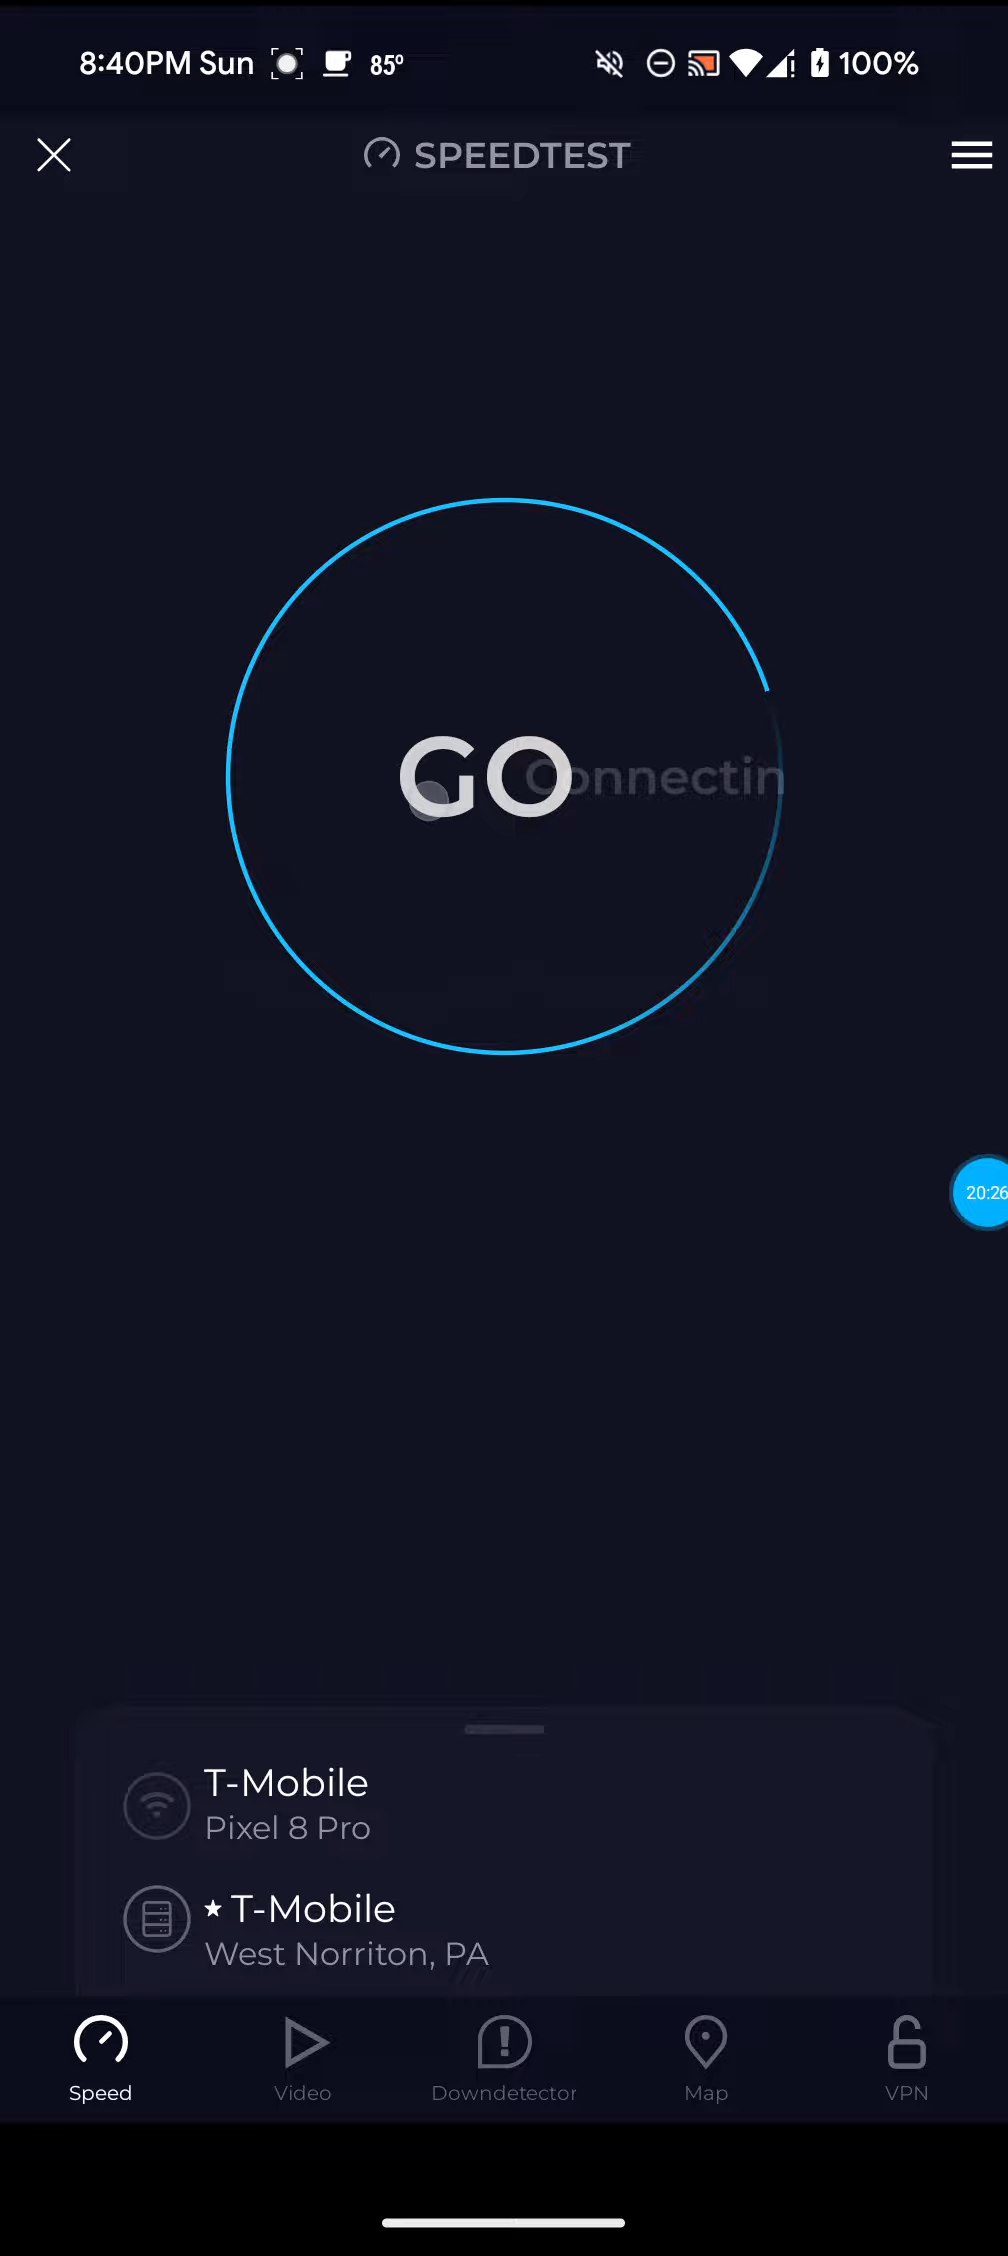 8:40PM Sun 85° 100%
SPEEDTEST
GO
Connectin
20:26
T-Mobile
Pixel 8 Pro
T-Mobile
West Norriton, PA
Speed Video Downdetector Map VPN